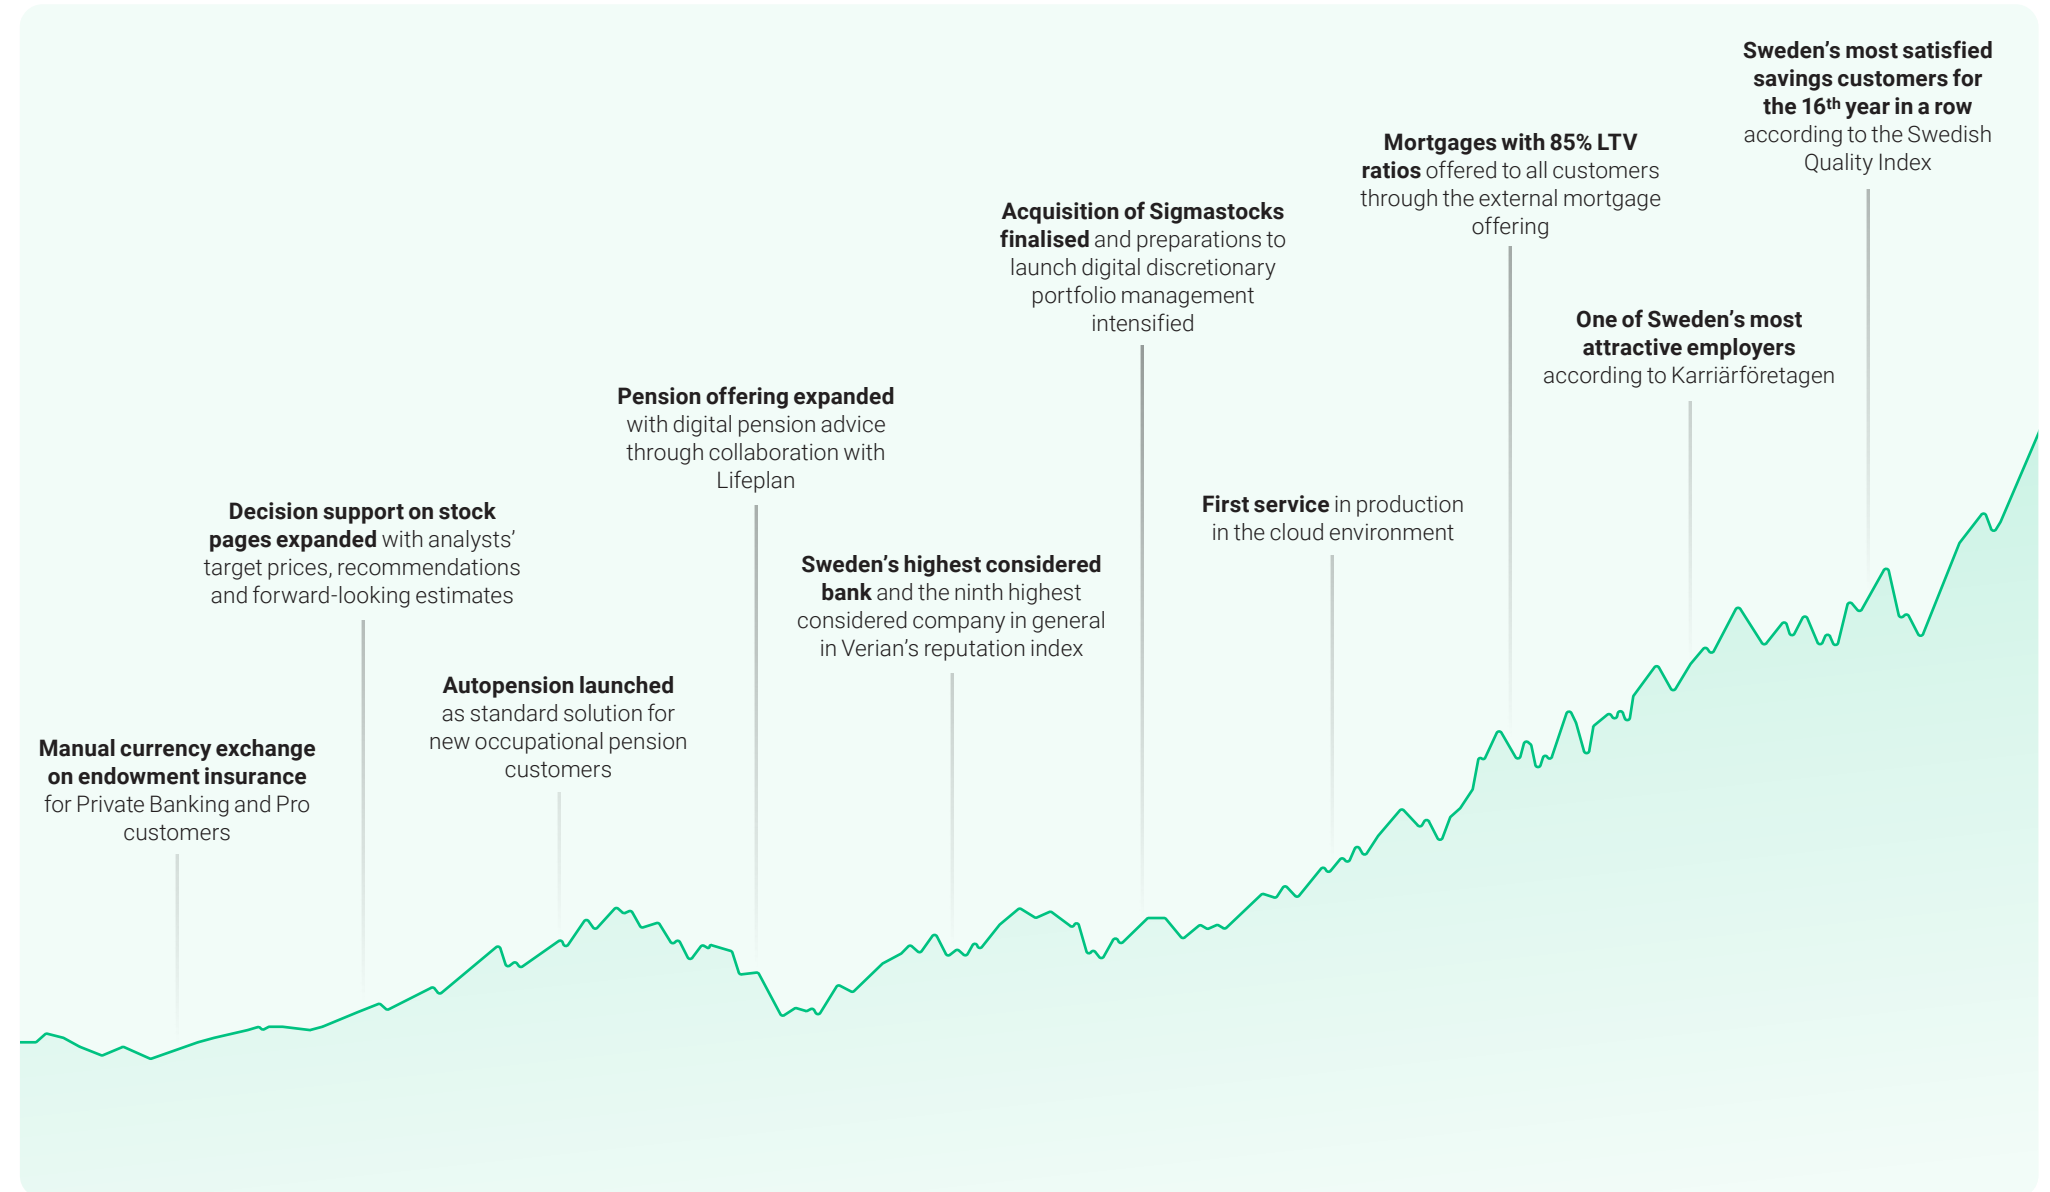 Manual currency exchange
on endowment insurance
for Private Banking and Pro
customers
Decision support on stock
pages expanded with analysts’
target prices, recommendations
and forward-looking estimates
Autopension launched
as standard solution for
new occupational pension
customers
Pension offering expanded
with digital pension advice
through collaboration with
Lifeplan
Sweden’s highest considered
bank and the ninth highest
considered company in general
in Verian’s reputation index
Acquisition of Sigmastocks
finalised and preparations to
launch digital discretionary
portfolio management
intensified
First service in production
in the cloud environment
Mortgages with 85% LTV
ratios offered to all customers
through the external mortgage
offering
One of Sweden’s most
attractive employers
according to Karriärföretagen
Sweden’s most satisfied
savings customers for
the 16th year in a row
according to the Swedish
Quality Index